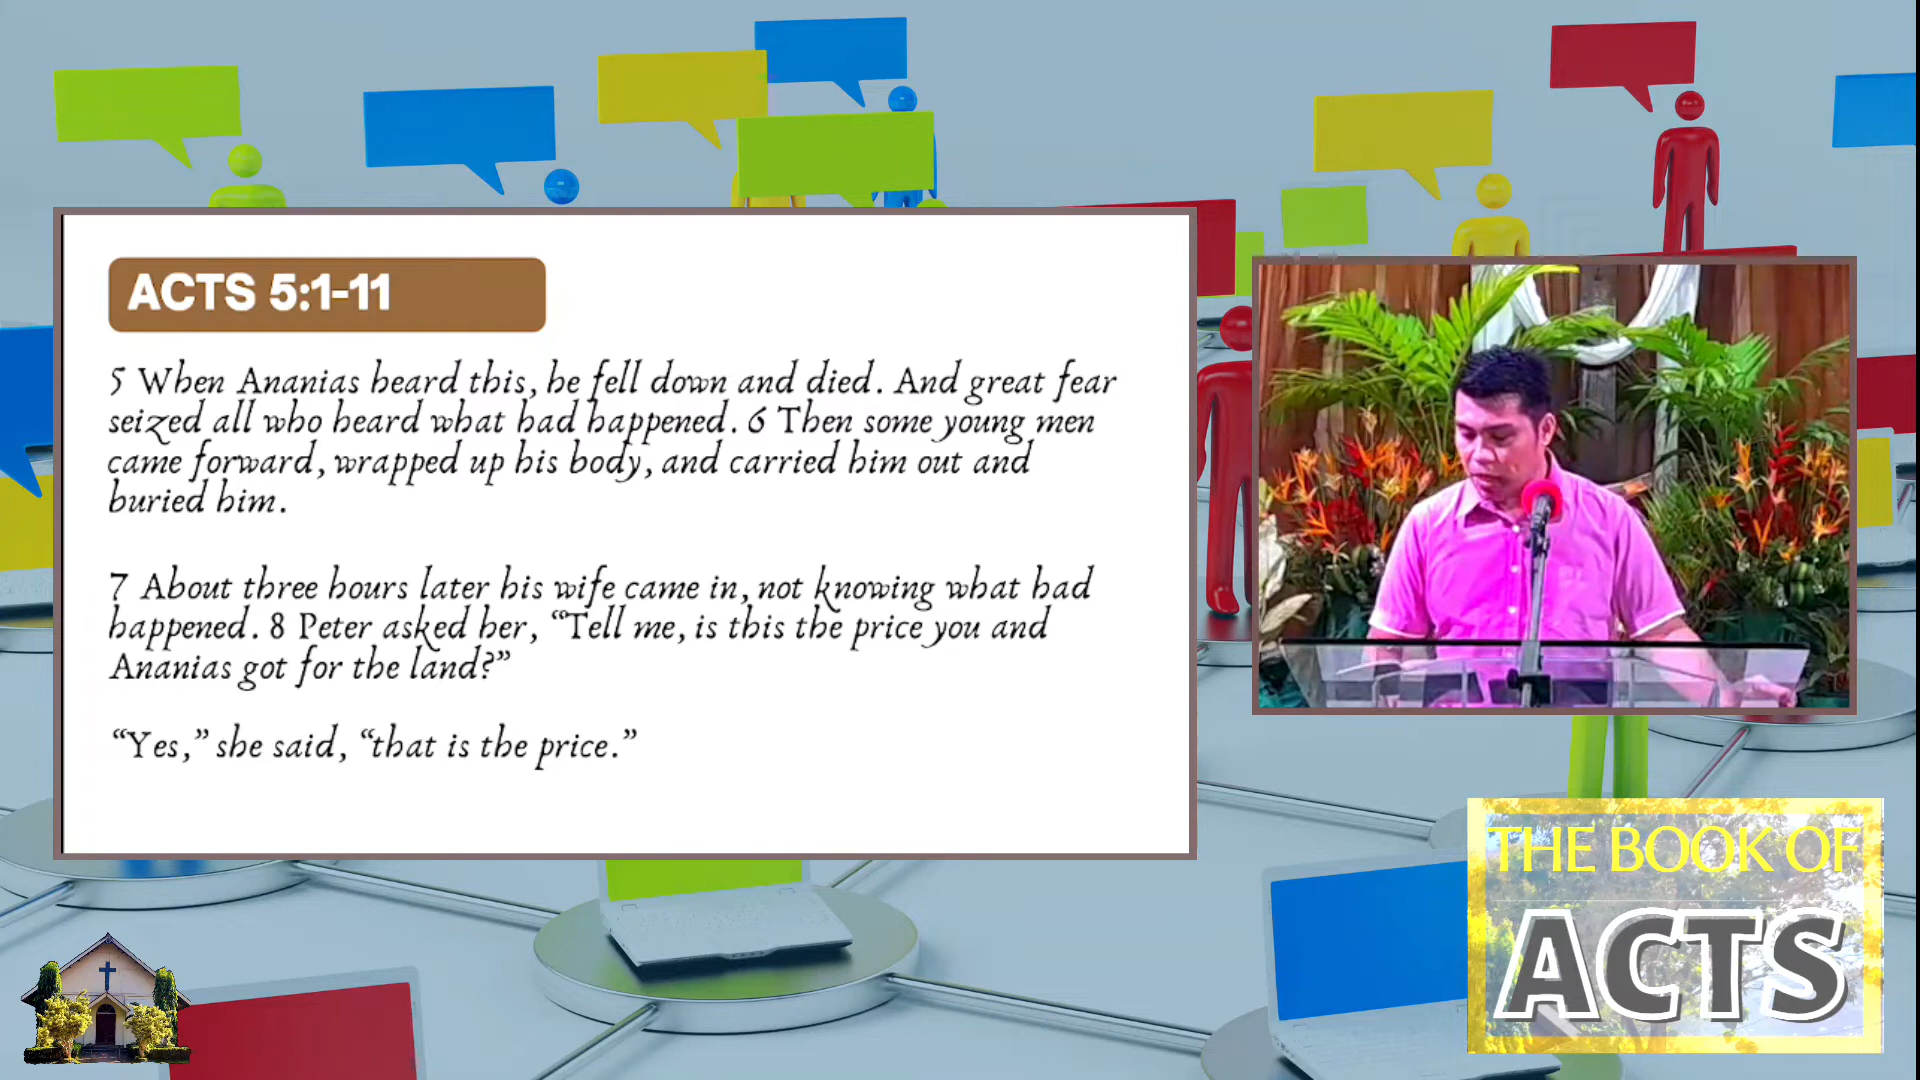 ACTS 5:1-11
5 When Ananias heard this, he fell down and died. And great fear
seized all who heard what had happened. 6 Then some young men
came forward, wrapped up his body, and carried him out and
buried him.
7 About three hours later his wife came in, not knowing what had
happened. 8 Peter asked her, “Tell me, is this the price you and
Ananias got for the land?”
“Yes,” she said, “that is the price.”
THE BOOK OF
ACTS